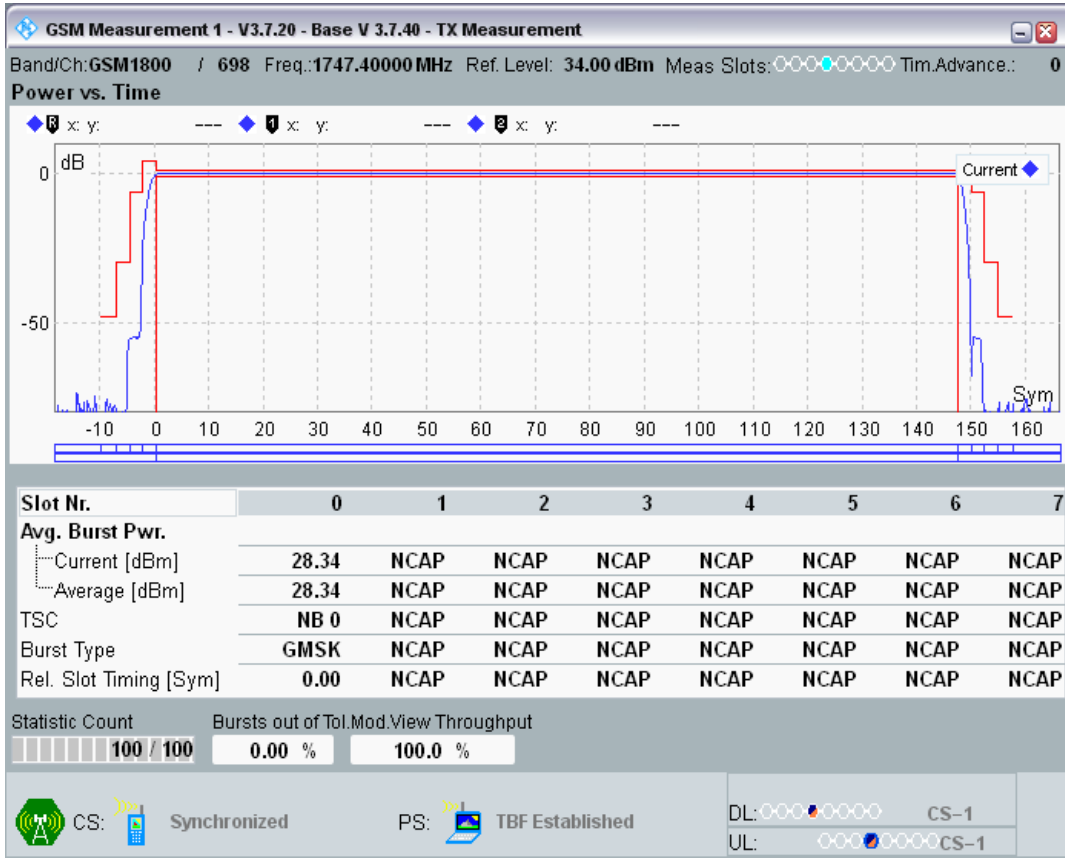 GSM Measurement 1 - V3.7.20 - Base V 3.7.40 - TX Measurement
Band/Ch:GSM1800 / 698 Freq.:1747.40000 MHz Ref. Level: 34.00 dBm Meas Slots: Tim.Advance.: 0
Power vs. Time
R x: y: --- 1 x: y: --- 2 x: y: ---
dB
Current
0
-50
Sym
-10 0 10 20 30 40 50 60 70 80 90 100 110 120 130 140 150 160
Slot Nr. 0 1 2 3 4 5 6 7
Avg. Burst Pwr.
Current [dBm] 28.34 NCAP NCAP NCAP NCAP NCAP NCAP NCAP
Average [dBm] 28.34 NCAP NCAP NCAP NCAP NCAP NCAP NCAP
TSC NB 0 NCAP NCAP NCAP NCAP NCAP NCAP NCAP
Burst Type GMSK NCAP NCAP NCAP NCAP NCAP NCAP NCAP
Rel. Slot Timing [Sym] 0.00 NCAP NCAP NCAP NCAP NCAP NCAP NCAP
Statistic Count Bursts out of Tol.Mod.View Throughput
100 / 100 0.00 % 100.0 %
CS: Synchronized PS: TBF Established
DL: CS-1
UL: CS-1